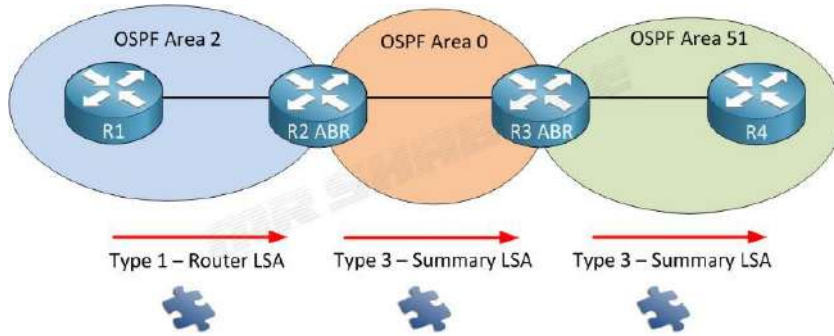 OSPF Area 2
OSPF Area 0
OSPF Area 51
R1
R2 ABR
R3 ABR
R4
Type 1 – Router LSA
Type 3 – Summary LSA
Type 3 – Summary LSA